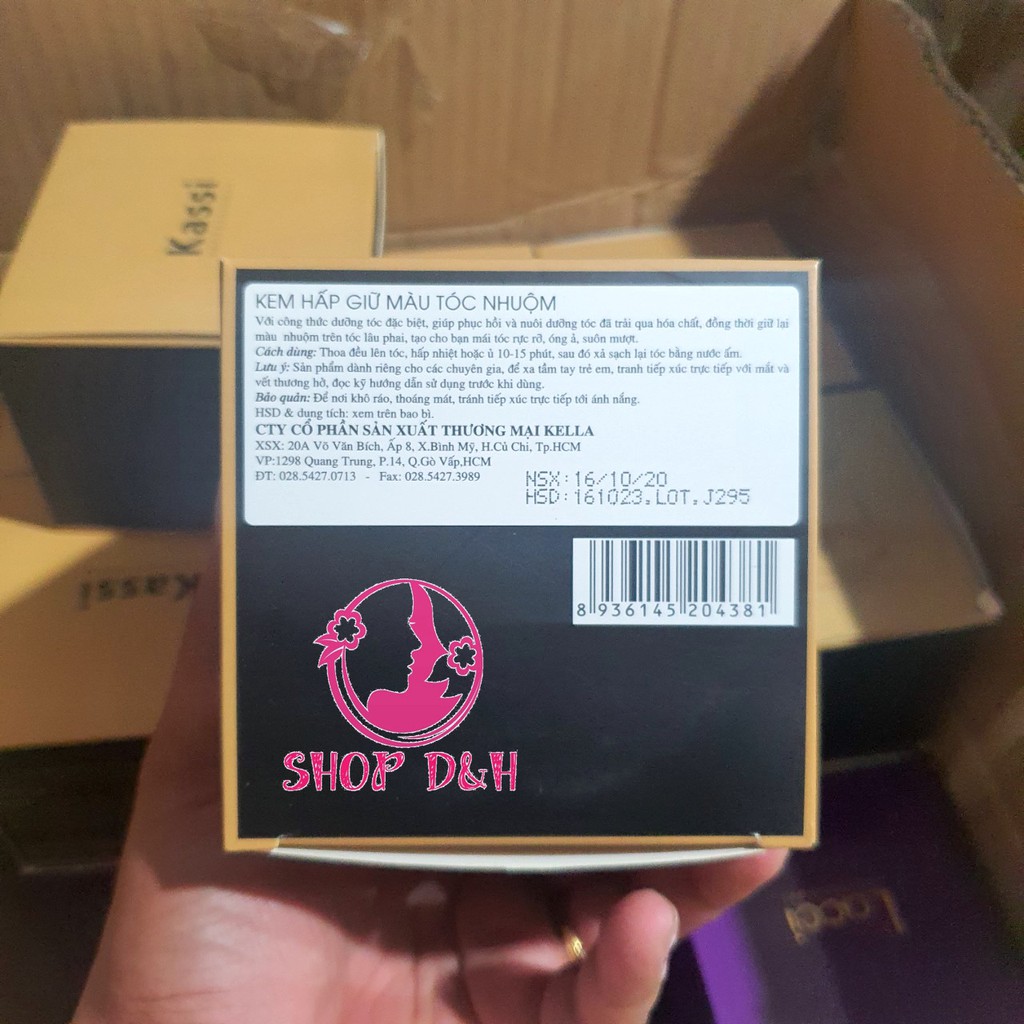 Kassi
KEM HẤP GIỮ MÀU TÓC NHUỘM
Với công thức dưỡng tóc đặc biệt, giúp phục hồi và nuôi dưỡng tóc đã trải qua hóa chất, đồng thời giữ lại
màu nhuộm trên tóc lâu phai, tạo cho bạn mái tóc rực rỡ, óng ả, suôn mượt.
Cách dùng: Thoa đều lên tóc, hấp nhiệt hoặc ủ 10-15 phút, sau đó xả sạch lại tóc bằng nước ấm.
Lưu ý: Sản phẩm dành riêng cho các chuyên gia, để xa tầm tay trẻ em, tranh tiếp xúc trực tiếp với mắt và
vết thương hở, đọc kỹ hướng dẫn sử dụng trước khi dùng.
Bảo quản: Để nơi khô ráo, thoáng mát, tránh tiếp xúc trực tiếp tới ánh nắng.
HSD & dụng tích: xem trên bao bì.
CTY CỔ PHẦN SẢN XUẤT THƯƠNG MẠI KELLA
XSX: 20A Võ Văn Bích, Ấp 8, X.Bình Mỹ, H.Củ Chi, Tp.HCM
VP:1298 Quang Trung, P.14, Q.Gò Vấp,HCM
ĐT: 028.5427.0713 - Fax: 028.5427.3989
NSX: 16/10/20
HSD: 161023.LOT.J295
8 936145 204381
Kassi
SHOP D&H
Lacei